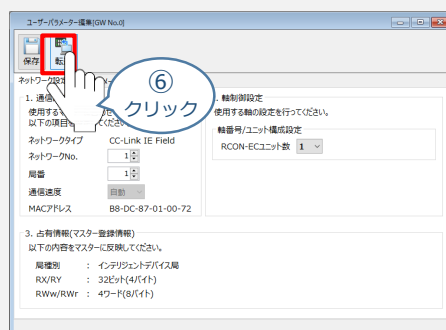 ユーザーパラメーター編集[GW No.0]
保存
転
⑥
クリック
ネットワーク設定
1. 通信
使用する
以下の項目を
ください。
ネットワークタイプ CC-Link IE Field
ネットワークNo. 1
局番 1
通信速度 自動
MACアドレス B8-DC-87-01-00-72
軸制御設定
使用する軸の設定を行ってください。
軸番号/ユニット構成設定
RCON-ECユニット数 1
3. 占有情報(マスター登録情報)
以下の内容をマスターに反映してください。
局種別 : インテリジェントデバイス局
RX/RY : 32ビット(4バイト)
RWw/RWr : 4ワード(8バイト)